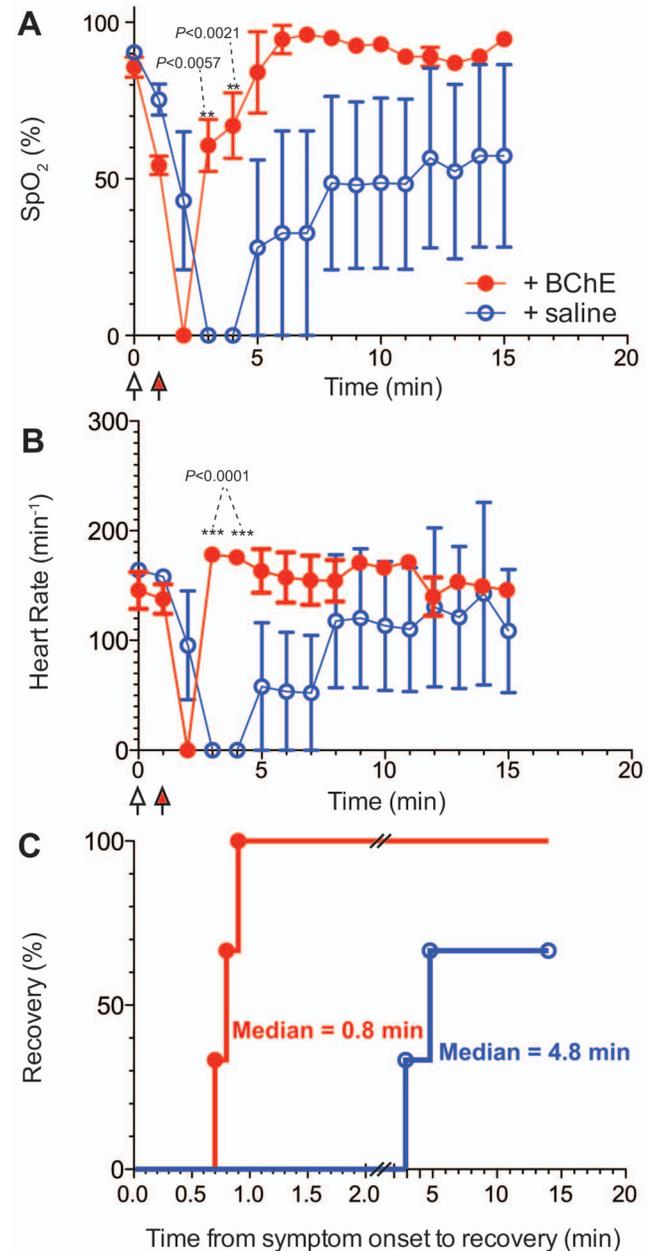 A
100
P<0.0021
P<0.0057
**
**
SpO2 (%)
50
+ BChE
+ saline
0
0 5 10 15 20
Time (min)
B
300
P<0.0001
*** ***
200
Heart Rate (min-1)
100
0
0 5 10 15 20
Time (min)
C
100
Recovery (%)
50
Median = 0.8 min
Median = 4.8 min
0
0.0 0.5 1.0 1.5 2.0 5 10 15 20
Time from symptom onset to recovery (min)